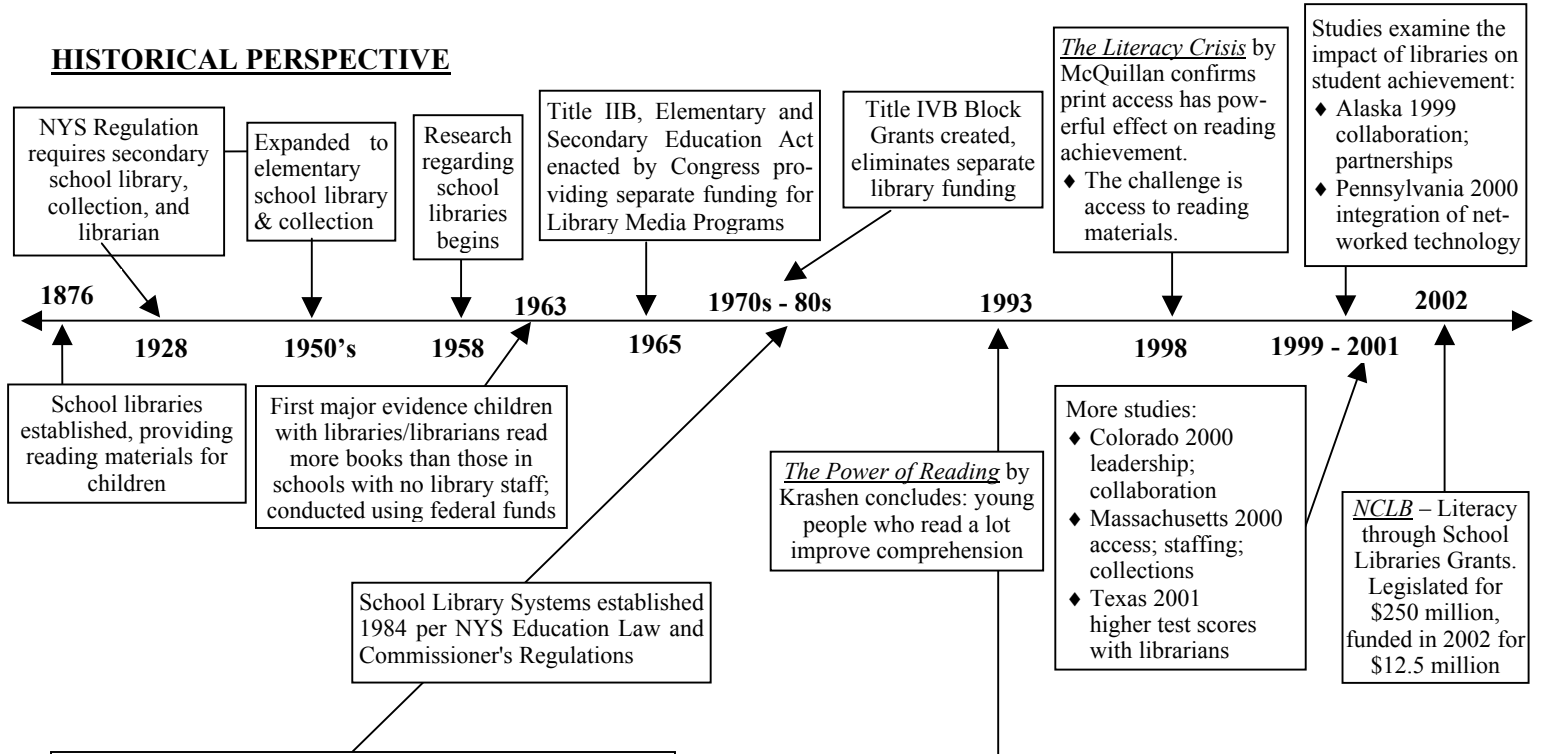 HISTORICAL PERSPECTIVE
NYS Regulation
requires secondary
school library,
collection, and
librarian
Expanded to
elementary
school library
& collection
Research
regarding
school
libraries
begins
Title IIB, Elementary and
Secondary Education Act
enacted by Congress pro-
viding separate funding for
Library Media Programs
Title IVB Block
Grants created,
eliminates separate
library funding
The Literacy Crisis by
McQuillan confirms
print access has pow-
erful effect on reading
achievement.
♦ The challenge is
access to reading
materials.
Studies examine the
impact of libraries on
student achievement:
♦ Alaska 1999
collaboration;
partnerships
♦ Pennsylvania 2000
integration of net-
worked technology
1876
1928
1950’s
1958
1963
1965
1970s - 80s
1993
1998
1999 - 2001
2002
School libraries
established, providing
reading materials for
children
First major evidence children
with libraries/librarians read
more books than those in
schools with no library staff;
conducted using federal funds
School Library Systems established
1984 per NYS Education Law and
Commissioner's Regulations
The Power of Reading by
Krashen concludes: young
people who read a lot
improve comprehension
More studies:
♦ Colorado 2000
leadership;
collaboration
♦ Massachusetts 2000
access; staffing;
collections
♦ Texas 2001
higher test scores
with librarians
NCLB – Literacy
through School
Libraries Grants.
Legislated for
$250 million,
funded in 2002 for
$12.5 million